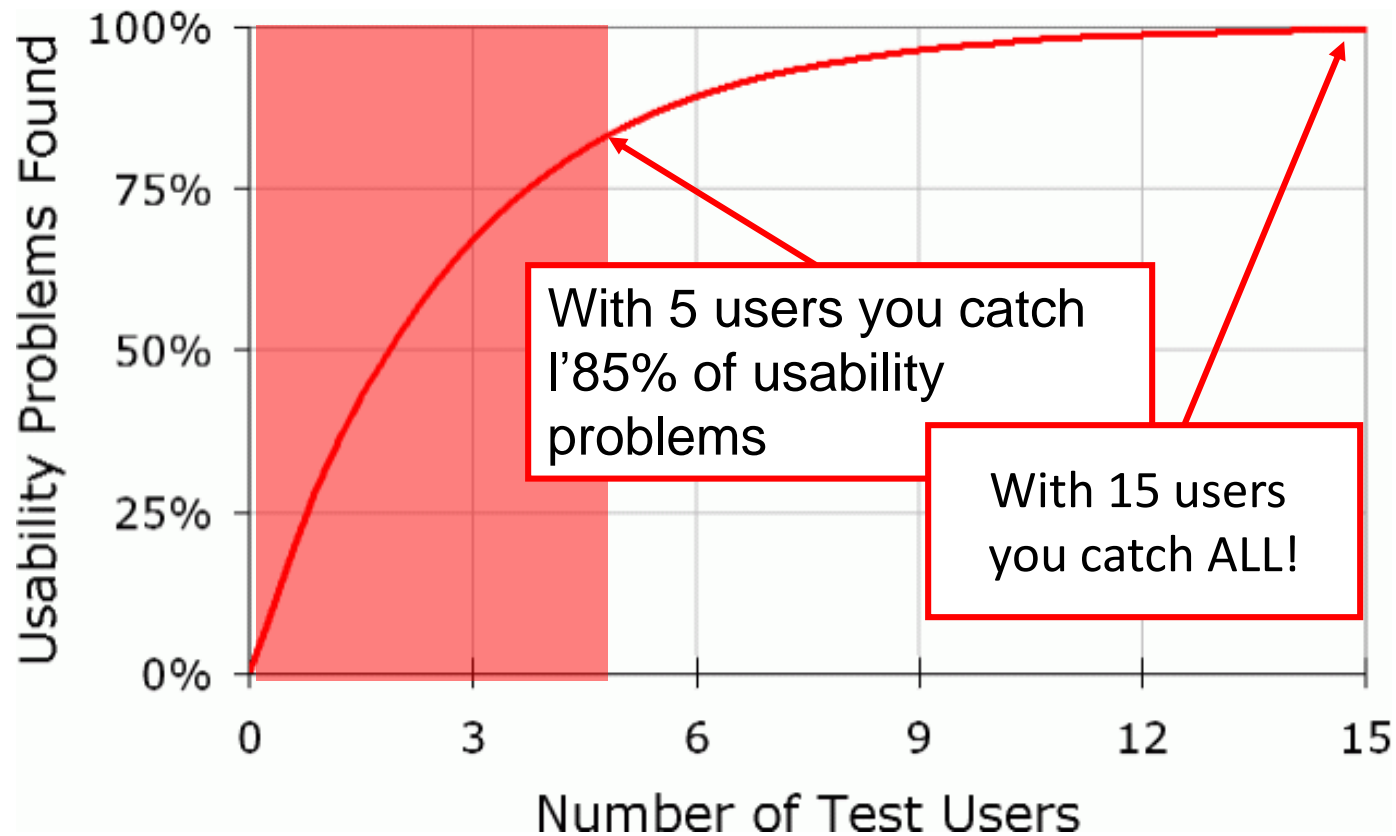 Usability Problems Found
100%
75%
50%
25%
0%
With 5 users you catch
l’85% of usability
problems
With 15 users
you catch ALL!
0 3 6 9 12 15
Number of Test Users